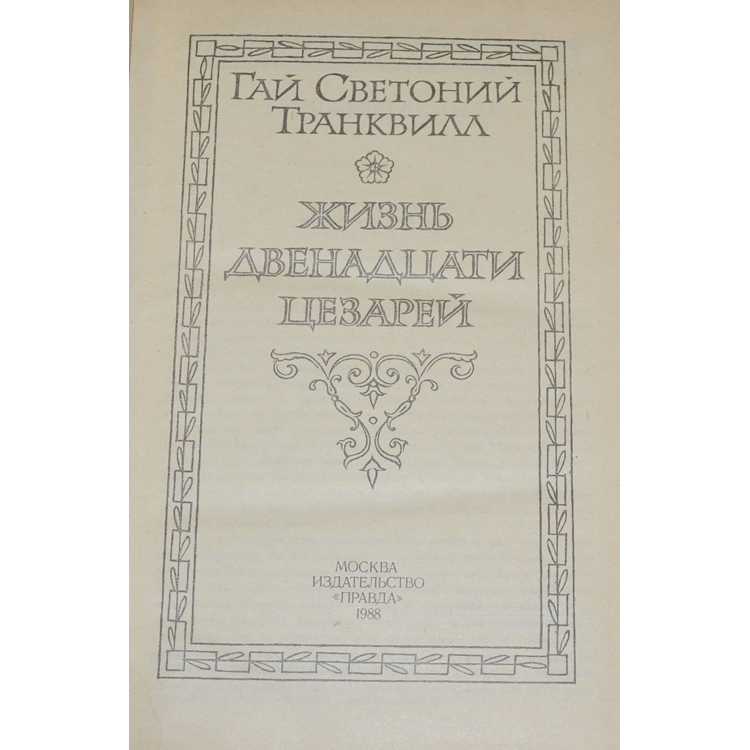 ГАЙ СВЕТОНИЙ
ТРАНКВИЛЛ
ЖИЗНЬ
ДВЕНАДЦАТИ
ЦЕЗАРЕЙ
МОСКВА
ИЗДАТЕЛЬСТВО
«ПРАВДА»
1988